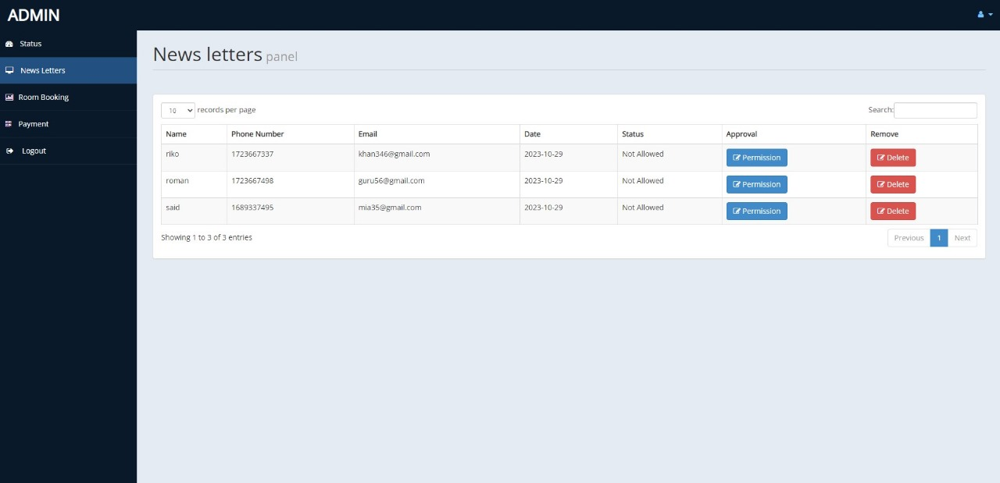 ADMIN
Status
News Letters
Room Booking
Payment
Logout
News letters panel
10 records per page Search:
Name Phone Number Email Date Status Approval Remove
riko 1723667337 khan346@gmail.com 2023-10-29 Not Allowed Permission Delete
roman 1723667498 guru56@gmail.com 2023-10-29 Not Allowed Permission Delete
said 1689337495 mia35@gmail.com 2023-10-29 Not Allowed Permission Delete
Showing 1 to 3 of 3 entries Previous 1 Next